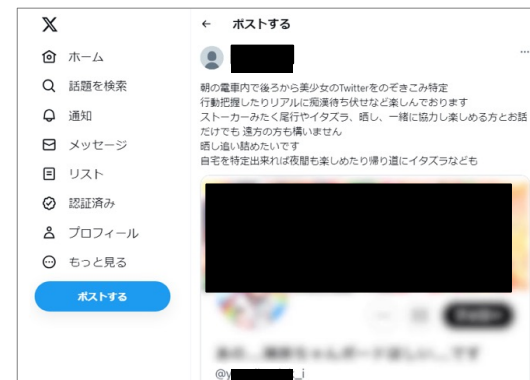 X
← ポストする
ホーム
話題を検索
通知
メッセージ
リスト
認証済み
プロフィール
もっと見る
ポストする
…
朝の電車内で後ろから美少女のTwitterをのぞきこみ特定
行動把握したりリアルに痴漢待ち伏せなど楽しんでおります
ストーカーみたく尾行やイタズラ、晒し、一緒に協力し楽しめる方とお話
だけでも 遠方の方も構いません
晒し追い詰めたいです
自宅を特定出来れば夜間も楽しめたり帰り道にイタズラなども